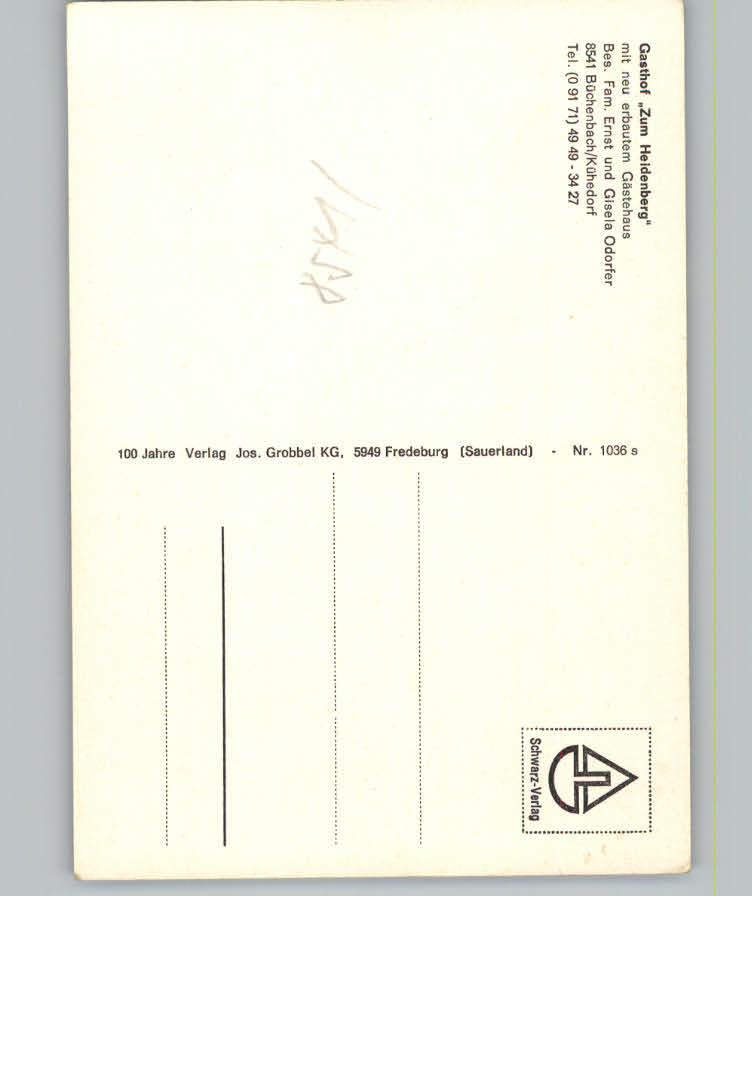 Gasthof „Zum Heidenberg"
mit neu erbautem Gästehaus
Bes. Fam. Ernst und Gisela Odorfer
8541 Büchenbach/Kühedorf
Tel. (0 91 71) 49 49 - 34 27
100 Jahre Verlag Jos. Grobbel KG, 5949 Fredeburg (Sauerland) - Nr. 1036 s
Schwarz-Verlag